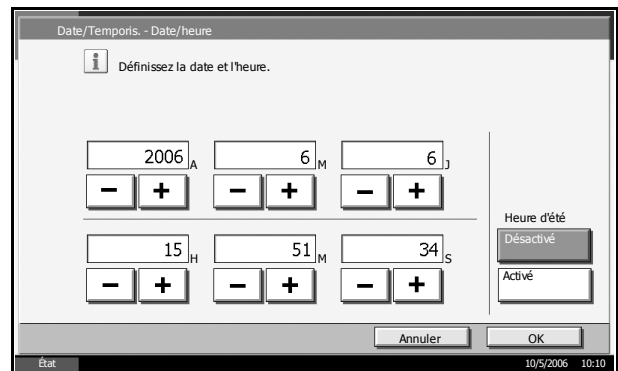 Date/Temporis. - Date/heure
i Définissez la date et l'heure.
2006 A 6 M 6 J
− + − + − +
15 H 51 M 34 S
− + − + − +
Heure d'été
Désactivé
Activé
Annuler OK
État 10/5/2006 10:10